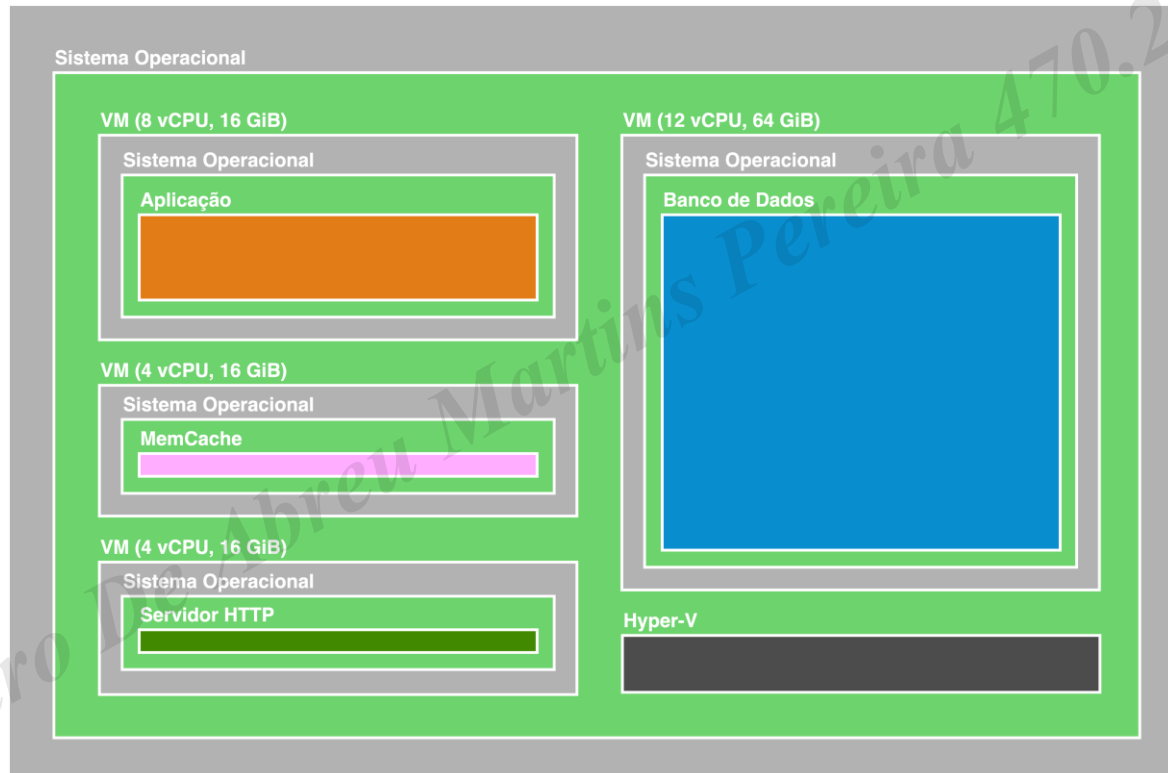 Sistema Operacional
VM (8 vCPU, 16 GiB)
Sistema Operacional
Aplicação
VM (4 vCPU, 16 GiB)
Sistema Operacional
MemCache
VM (4 vCPU, 16 GiB)
Sistema Operacional
Servidor HTTP
VM (12 vCPU, 64 GiB)
Sistema Operacional
Banco de Dados
Hyper-V
ro De Abreu Martins Pereira 470.2